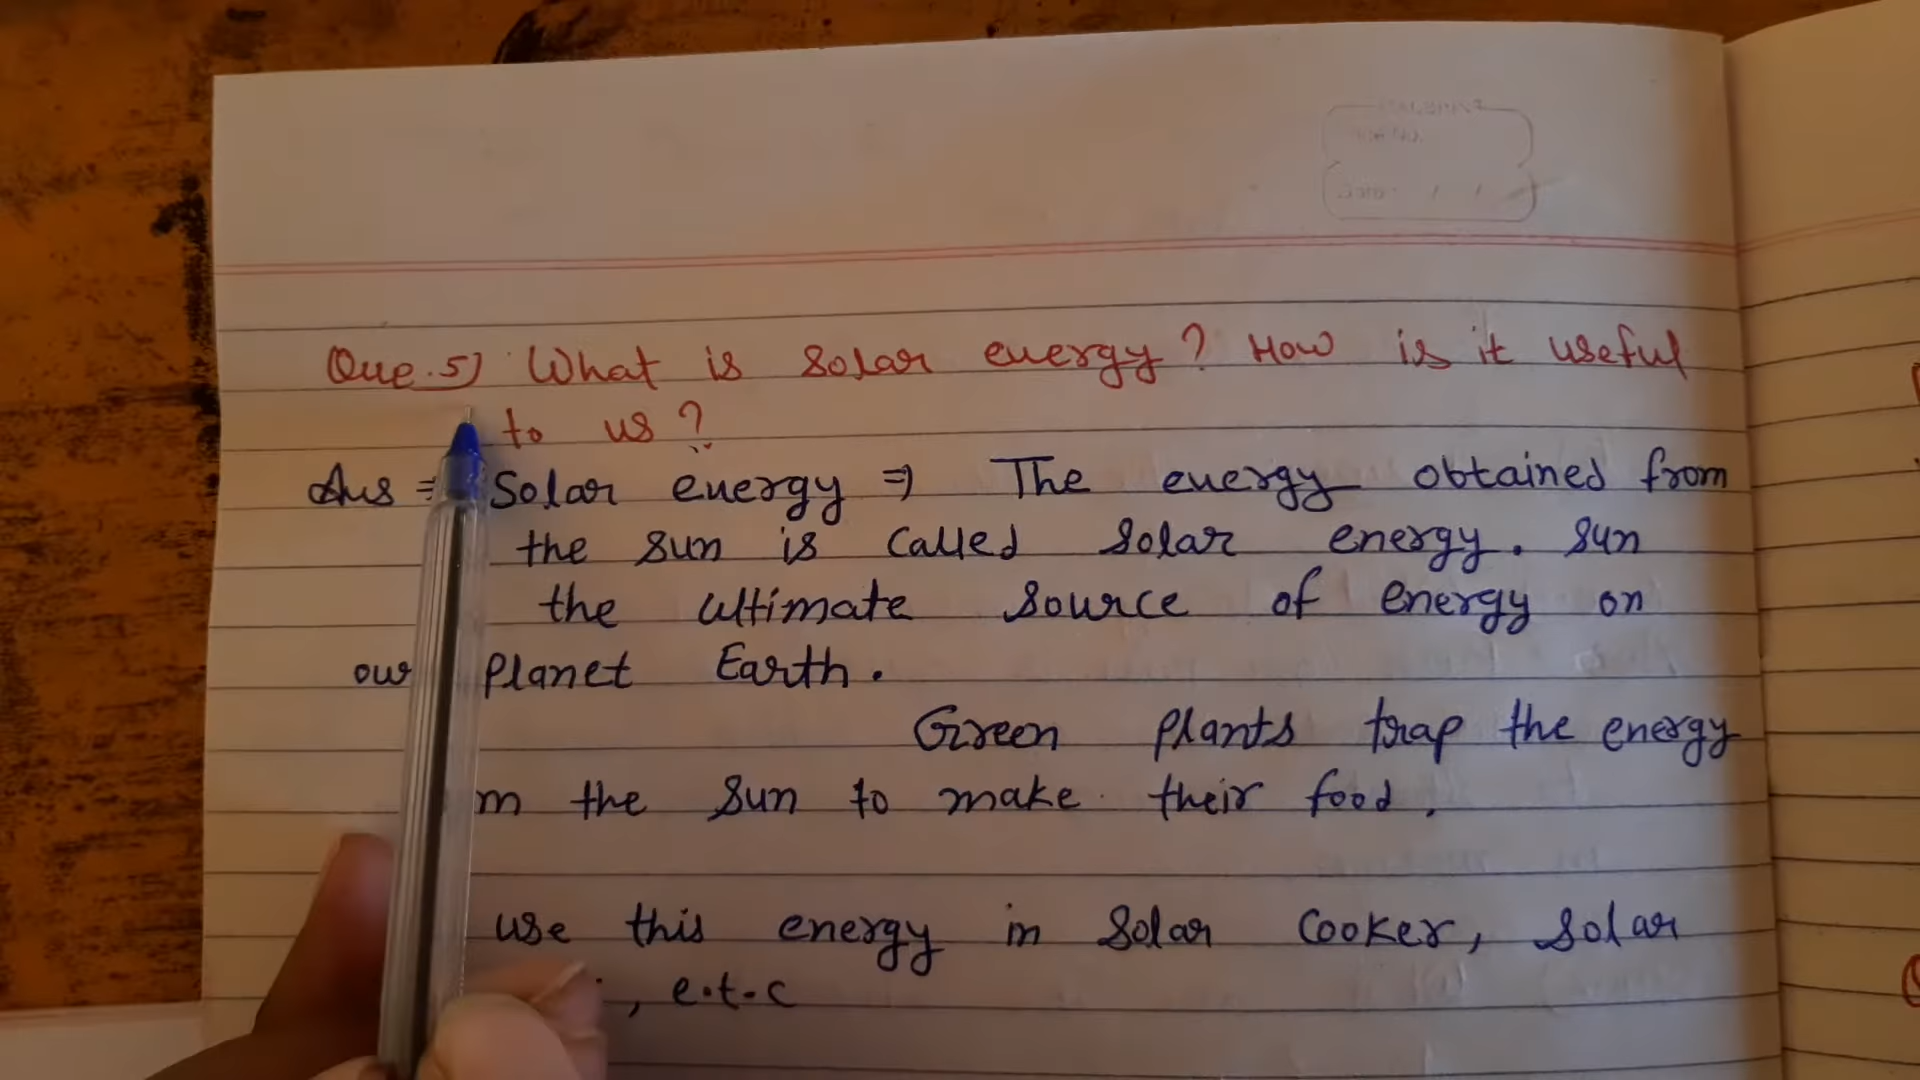 Que.5) What is Solar energy? How is it useful
to us?
Ans = Solar energy ⇒ The energy obtained from
the sun is called solar energy. Sun
the ultimate source of energy on
our planet Earth.
Green plants trap the energy
m the sun to make their food.
use this energy in Solar Cooker, Solar
, e.t.c